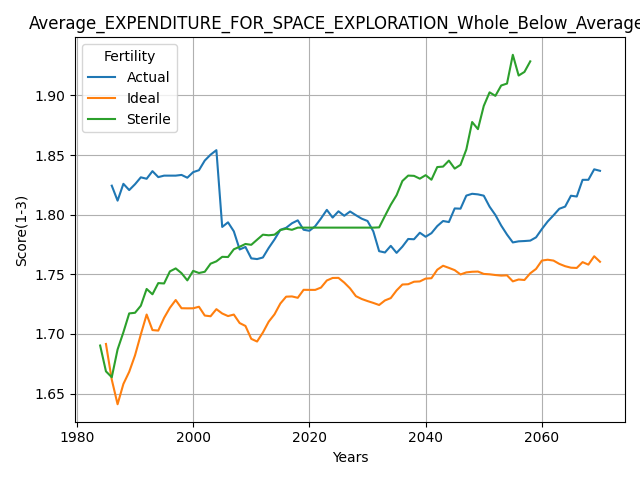 Average_EXPENDITURE_FOR_SPACE_EXPLORATION_Whole_Below_Average
Fertility
Actual
Ideal
Sterile
1.90
1.85
1.80
1.75
1.70
1.65
Score(1-3)
1980
2000
2020
2040
2060
Years